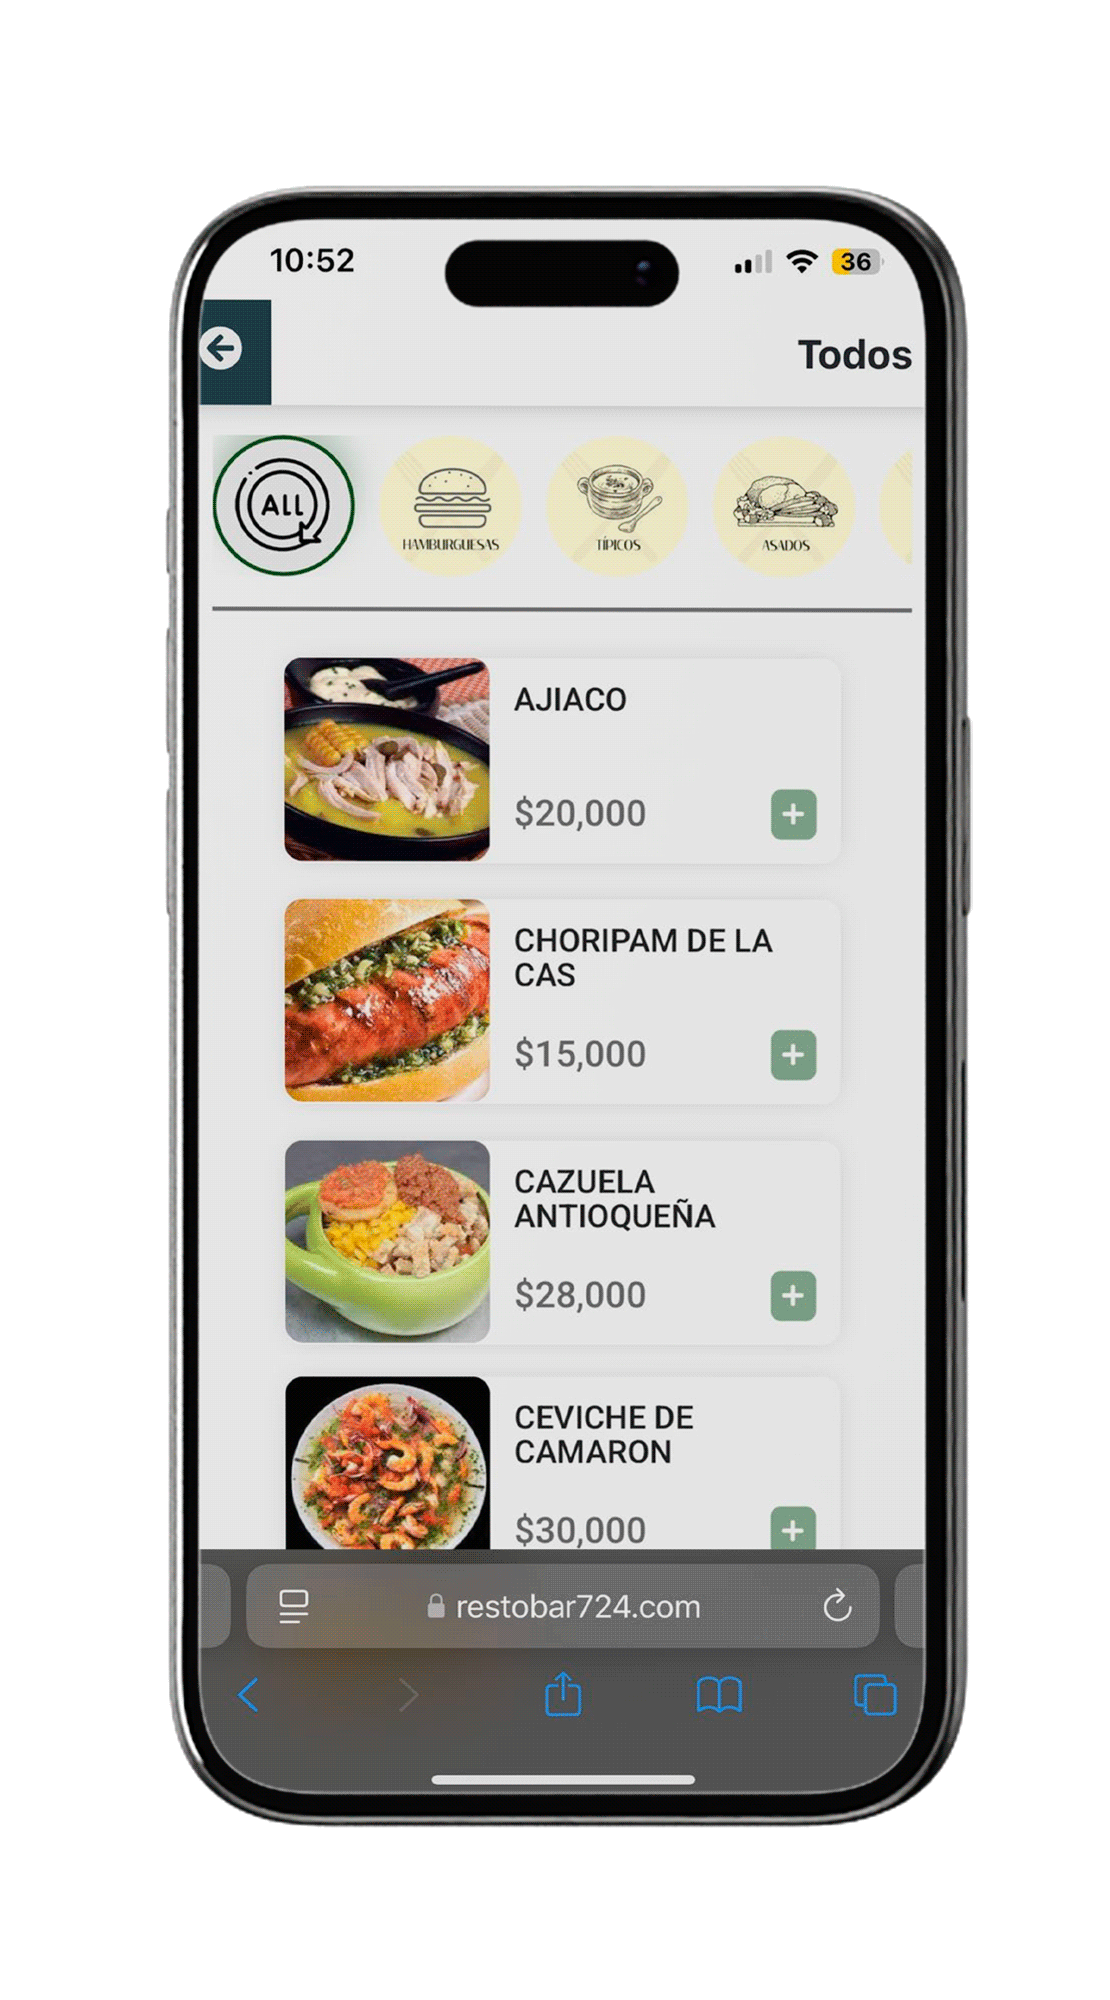 10:52
36
Todos
ALL
HAMBURGUESAS
TÍPICOS
ASADOS
AJIACO
$20,000
CHORIPAM DE LA
CAS
$15,000
CAZUELA
ANTIOQUEÑA
$28,000
CEVICHE DE
CAMARON
$30,000
restobar724.com